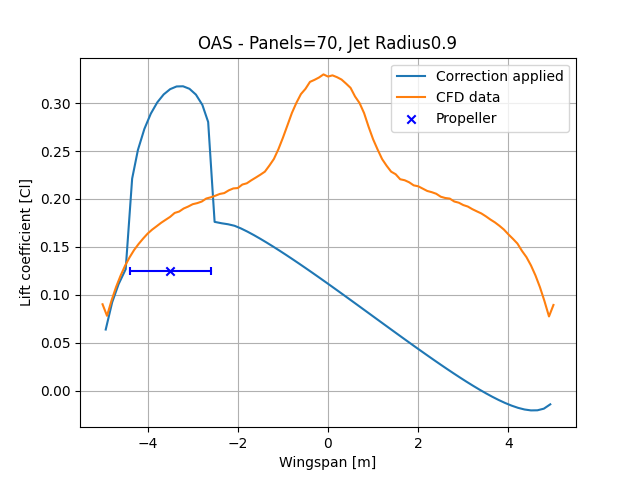 OAS - Panels=70, Jet Radius0.9
Correction applied
CFD data
Propeller
Lift coefficient [Cl]
0.30
0.25
0.20
0.15
0.10
0.05
0.00
−4
−2
0
2
4
Wingspan [m]